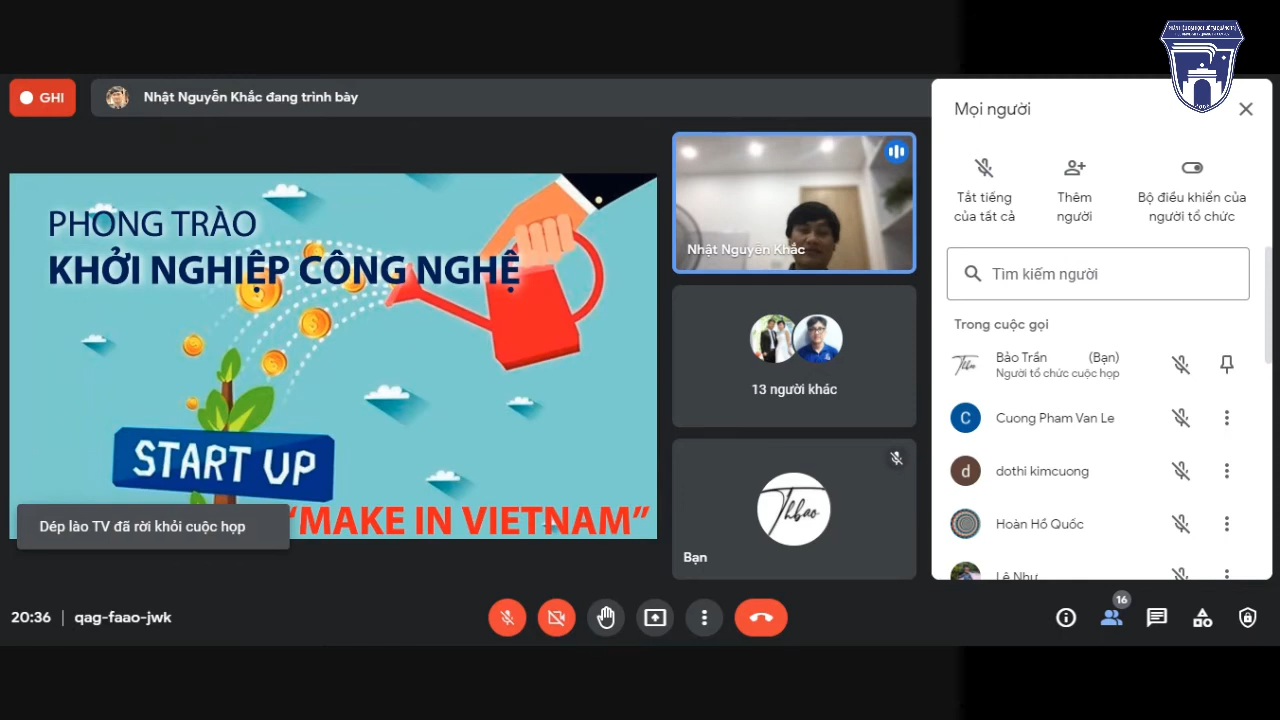 GHI
Nhật Nguyễn Khắc đang trình bày
PHONG TRÀO
KHỞI NGHIỆP CÔNG NGHỆ
START UP
"MAKE IN VIETNAM"
Dép lào TV đã rời khỏi cuộc họp
Nhật Nguyễn Khắc
13 người khác
Thbao
Bạn
Mọi người
Tắt tiếng
của tất cả
Thêm
người
Bộ điều khiển của
người tổ chức
Tìm kiếm người
Trong cuộc gọi
Bảo Trần (Bạn)
Người tổ chức cuộc họp
C
Cuong Pham Van Le
d
dothi kimcuong
Hoàn Hồ Quốc
Lê Như
20:36 | qag-faao-jwk
16